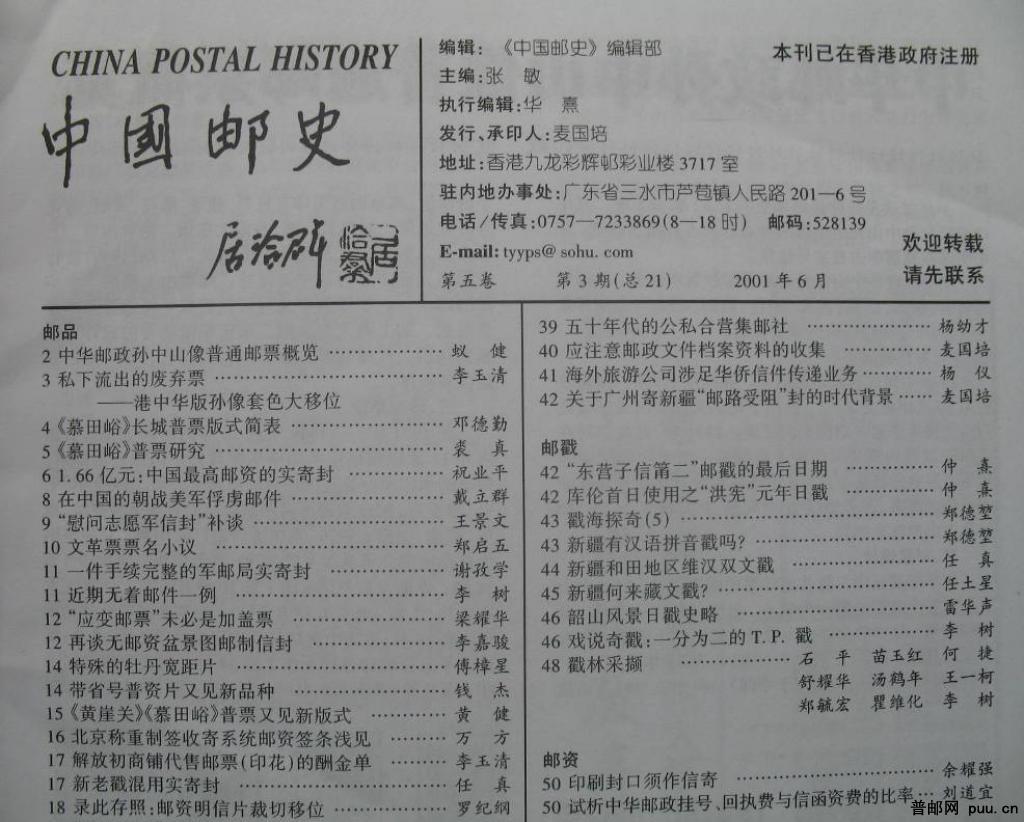 CHINA POSTAL HISTORY
中国邮史
居洽群
编辑: 《中国邮史》编辑部
主编:张 敏
执行编辑:华 熹
发行、承印人:麦国培
地址:香港九龙彩辉邨彩业楼 3717 室
驻内地办事处:广东省三水市芦苞镇人民路 201—6 号
电话/传真:0757—7233869(8—18 时) 邮码:528139
E-mail: tyyps@sohu.com
第五卷 第 3 期(总 21) 2001 年 6 月
本刊已在香港政府注册
欢迎转载
请先联系
邮品
2 中华邮政孙中山像普通邮票概览 ……………… 蚁 健
3 私下流出的废弃票 ……………… 李玉清
——港中华版孙像套色大移位
4《慕田峪》长城普票版式简表 ……………… 邓德勤
5《慕田峪》普票研究 ……………… 裘 真
6 1.66 亿元:中国最高邮资的实寄封 ………… 祝业平
8 在中国的朝战美军俘虏邮件 ……………… 戴立群
9 “慰问志愿军信封”补谈 ……………… 王景文
10 文革票票名小议 ……………… 郑启五
11 一件手续完整的军邮局实寄封 ………… 谢孜学
11 近期无着邮件一例 ……………… 李 树
12 “应变邮票”未必是加盖票 ……………… 梁耀华
12 再谈无邮资盆景图邮制信封 ……………… 李嘉骏
14 特殊的牡丹宽距片 ……………… 傅樟星
14 带省号普资片又见新品种 ……………… 钱 杰
15《黄崖关》《慕田峪》普票又见新版式 ………… 黄 健
16 北京称重制签收寄系统邮资签条浅见 ……… 万 方
17 解放初商铺代售邮票(印花)的酬金单 ……… 李玉清
17 新老戳混用实寄封 ……………… 任 真
18 录此存照:邮资明信片裁切移位 ………… 罗纪纲
39 五十年代的公私合营集邮社 ……………… 杨幼才
40 应注意邮政文件档案资料的收集 ………… 麦国培
41 海外旅游公司涉足华侨信件传递业务 ……… 杨 仪
42 关于广州寄新疆“邮路受阻”封的时代背景 …… 麦国培
邮戳
42 “东营子信箇二”邮戳的最后日期 ………… 仲 熹
42 库伦首日使用之“洪宪”元年日戳 ………… 仲 熹
43 戳海探奇(5) ……………… 郑德堃
43 新疆有汉语拼音戳吗? ……………… 郑德堃
44 新疆和田地区维汉双文戳 ……………… 任 真
45 新疆何来藏文戳? ……………… 任土星
46 韶山风景日戳史略 ……………… 雷华声
46 戏说奇戳:一分为二的 T.P. 戳 ………… 李 树
48 戳林采撷 ………… 石 平 苗玉红 何 捷
舒耀华 汤鹤年 王一柯
郑毓宏 瞿维化 李 树
邮资
50 印刷封口须作信寄 ……………… 余耀强
50 试析中华邮政挂号、回执费与信函资费的比率… 刘道宜
普邮网 puu.cn